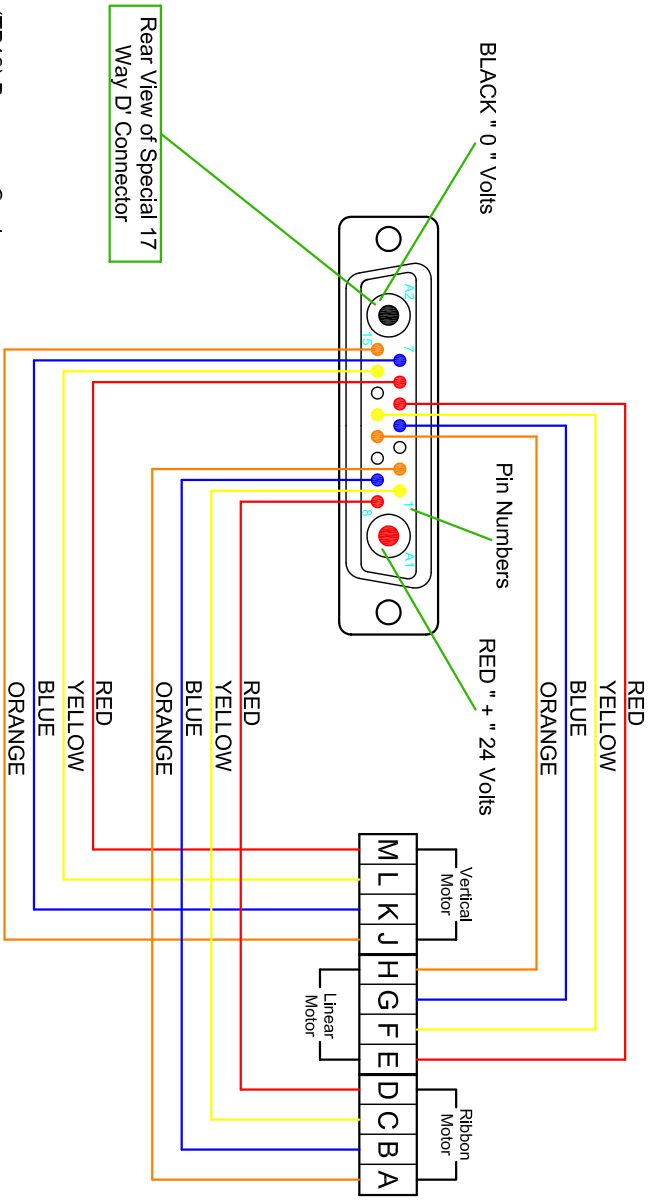 BLACK " 0 " Volts
Rear View of Special 17
Way D' Connector
A2
15
7
1
8
A1
Pin Numbers
RED " + " 24 Volts
RED
YELLOW
BLUE
ORANGE
RED
YELLOW
BLUE
ORANGE
RED
YELLOW
BLUE
ORANGE
M L K J H G F E D C B A
Vertical
Motor
Linear
Motor
Ribbon
Motor